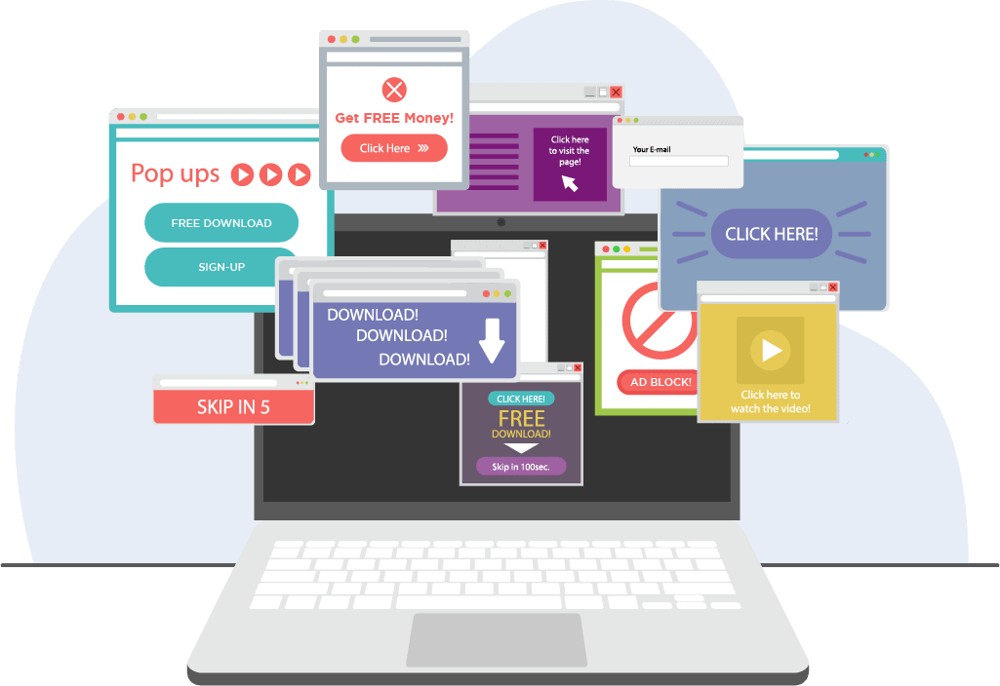 Get FREE Money!
Click Here
Click here
to visit the
page!
Your E-mail
Pop ups
FREE DOWNLOAD
SIGN-UP
CLICK HERE!
DOWNLOAD!
DOWNLOAD!
DOWNLOAD!
SKIP IN 5
AD BLOCK!
Click here to
watch the video!
CLICK HERE!
FREE
DOWNLOAD!
Skip in 100sec.